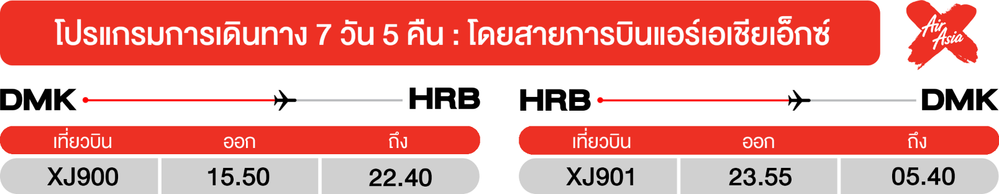 โปรแกรมการเดินทาง 7 วัน 5 คืน : โดยสายการบินแอร์เอเชียเอ็กซ์
Air
Asia
DMK HRB
เที่ยวบิน ออก ถึง
XJ900 15.50 22.40
HRB DMK
เที่ยวบิน ออก ถึง
XJ901 23.55 05.40